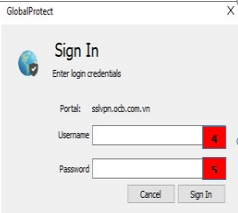 GlobalProtect X
Sign In
Enter login credentials
Portal: sslvpn.ocb.com.vn
Username 4
Password 5
Cancel Sign In